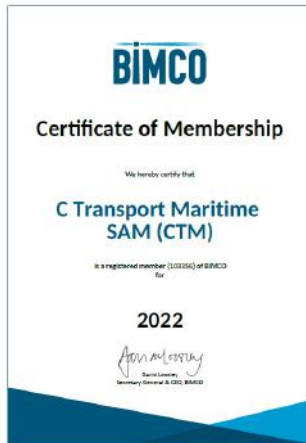 BIMCO
Certificate of Membership
We hereby certify that
C Transport Maritime
SAM (CTM)
is a registered member (103356) of BIMCO
for
2022
David Loosley
Secretary General & CEO, BIMCO